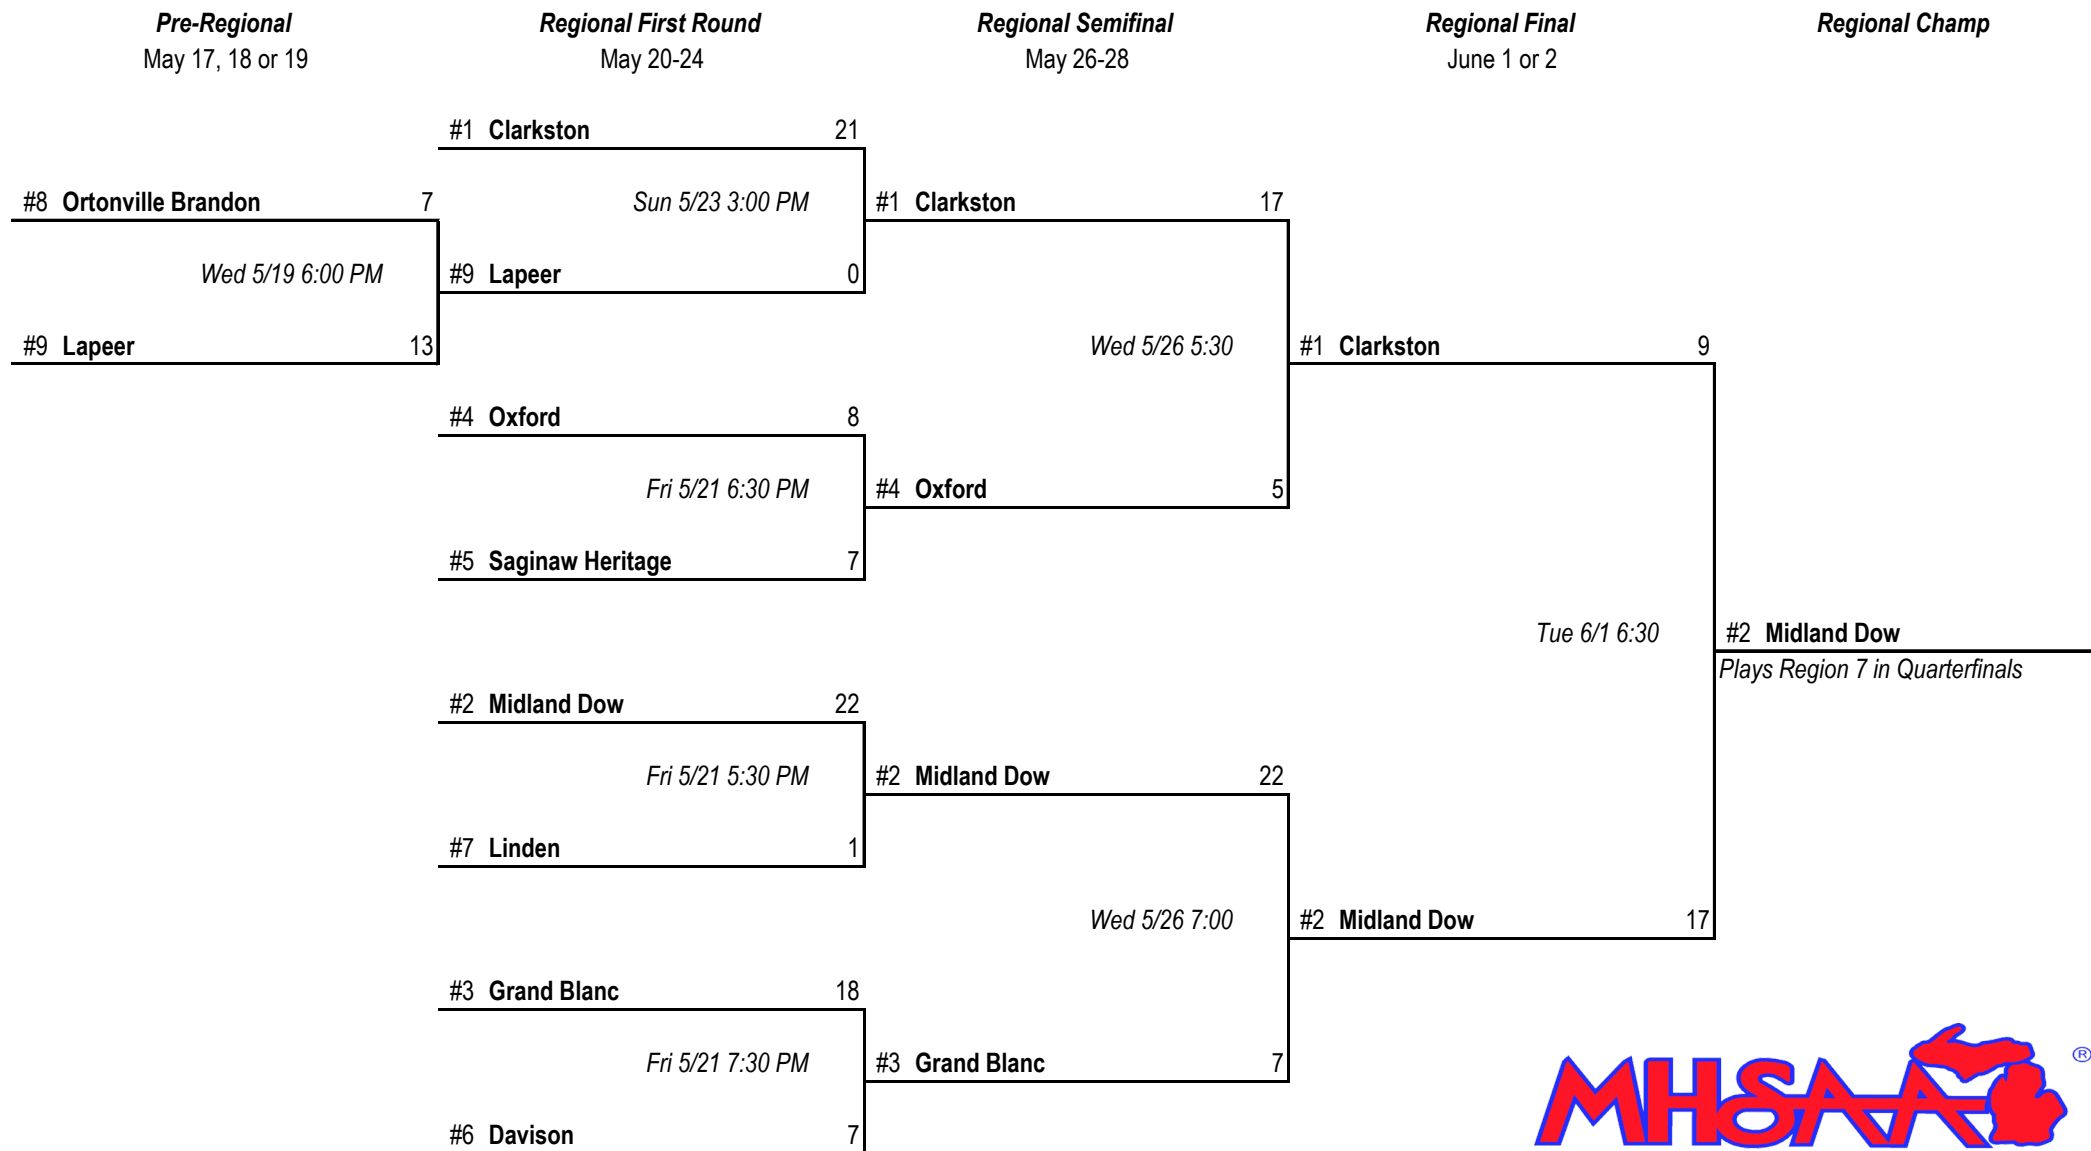 Pre-Regional Regional First Round Regional Semifinal Regional Final Regional Champ
May 17, 18 or 19 May 20-24 May 26-28 June 1 or 2
#1 Clarkston 21
#8 Ortonville Brandon 7 Sun 5/23 3:00 PM #1 Clarkston 17
Wed 5/19 6:00 PM #9 Lapeer 0
#9 Lapeer 13 Wed 5/26 5:30 #1 Clarkston 9
#4 Oxford 8
Fri 5/21 6:30 PM #4 Oxford 5
#5 Saginaw Heritage 7
Tue 6/1 6:30 #2 Midland Dow
Plays Region 7 in Quarterfinals
#2 Midland Dow 22
Fri 5/21 5:30 PM #2 Midland Dow 22
#7 Linden 1
Wed 5/26 7:00 #2 Midland Dow 17
#3 Grand Blanc 18
Fri 5/21 7:30 PM #3 Grand Blanc 7
#6 Davison 7
MHSAA ®